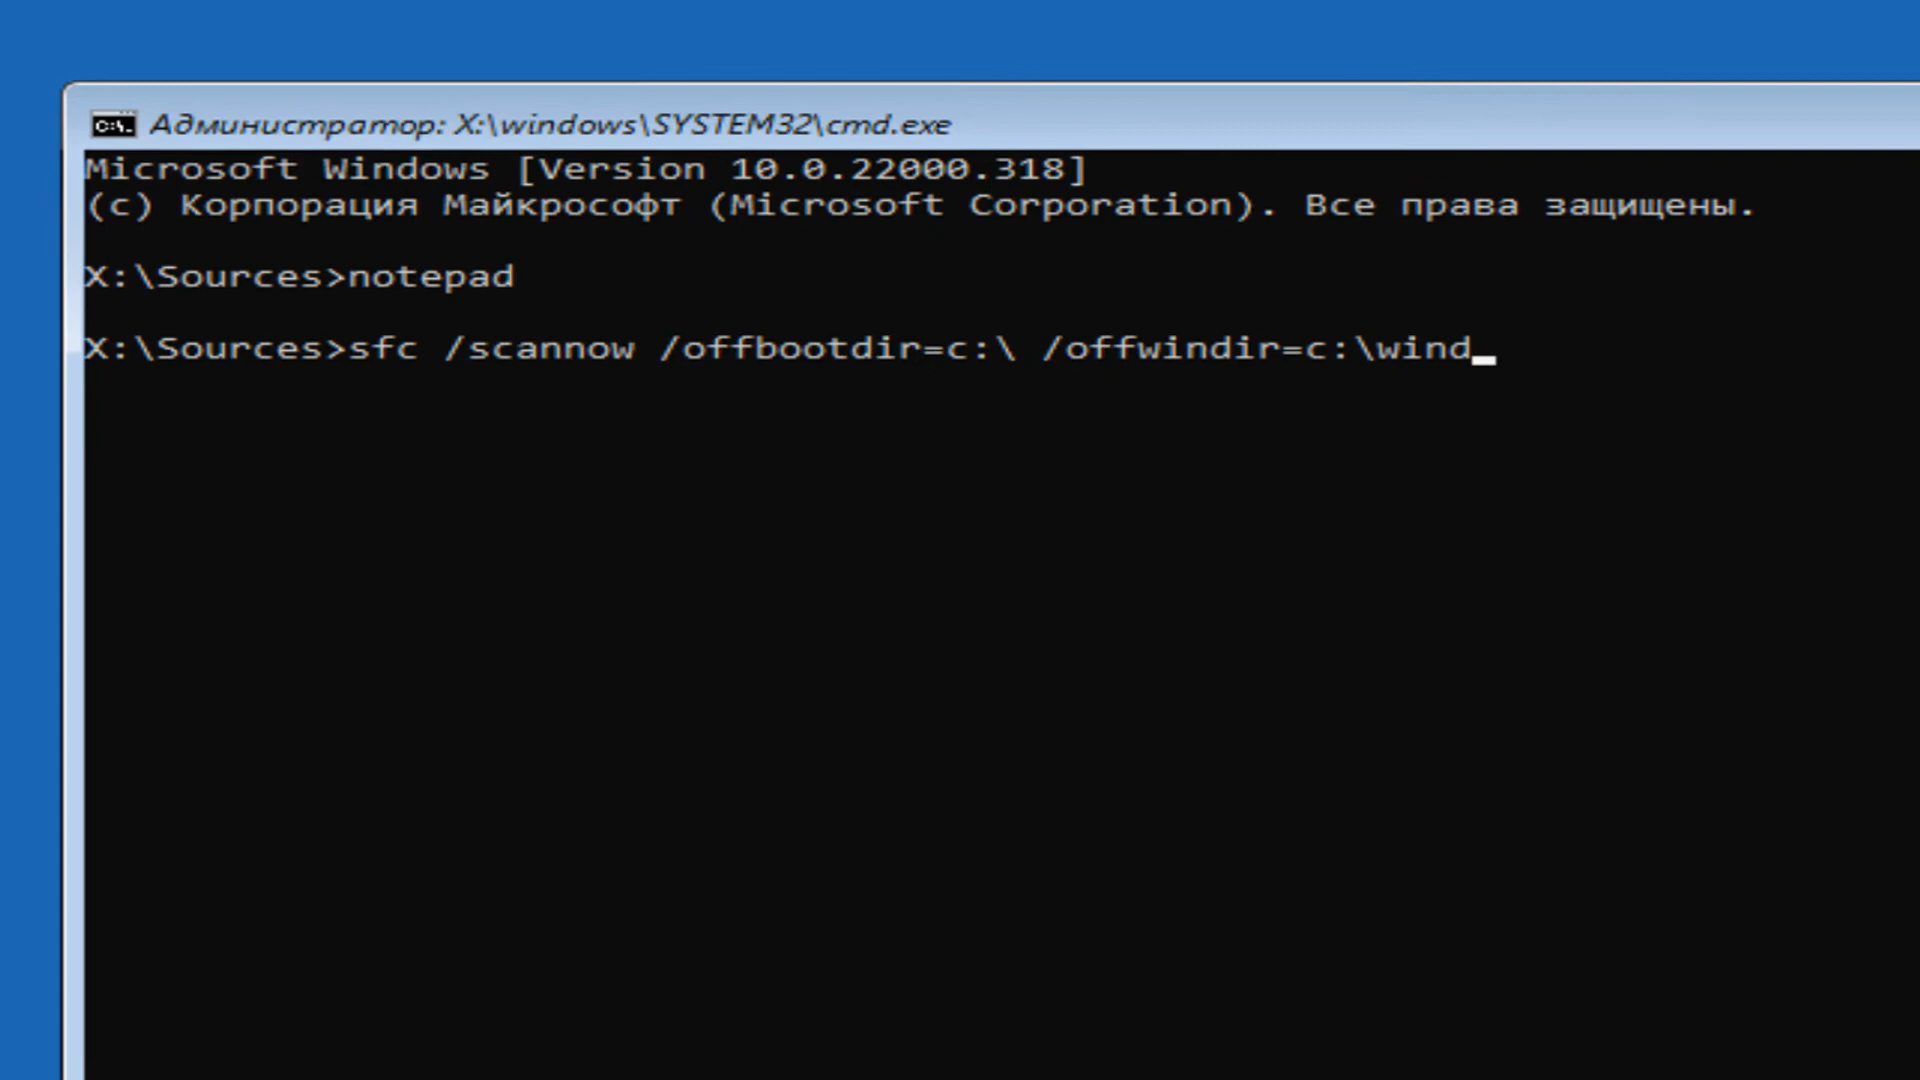 Администратор: X:\windows\SYSTEM32\cmd.exe
Microsoft Windows [Version 10.0.22000.318]
(c) Корпорация Майкрософт (Microsoft Corporation). Все права защищены.
X:\Sources>notepad
X:\Sources>sfc /scannow /offbootdir=c:\ /offwindir=c:\wind